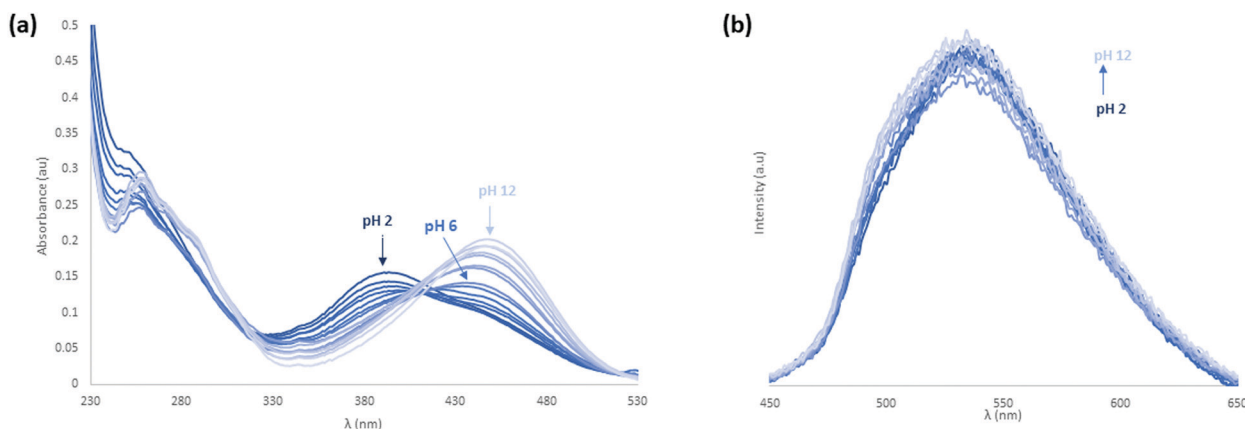 (a)
0.5
0.45
0.4
0.35
0.3
0.25
0.2
0.15
0.1
0.05
0
Absorbance (au)
pH 2
pH 6
pH 12
230 280 330 380 430 480 530
λ (nm)
(b)
pH 12
pH 2
Intensity (a.u)
450 500 550 600 650
λ (nm)